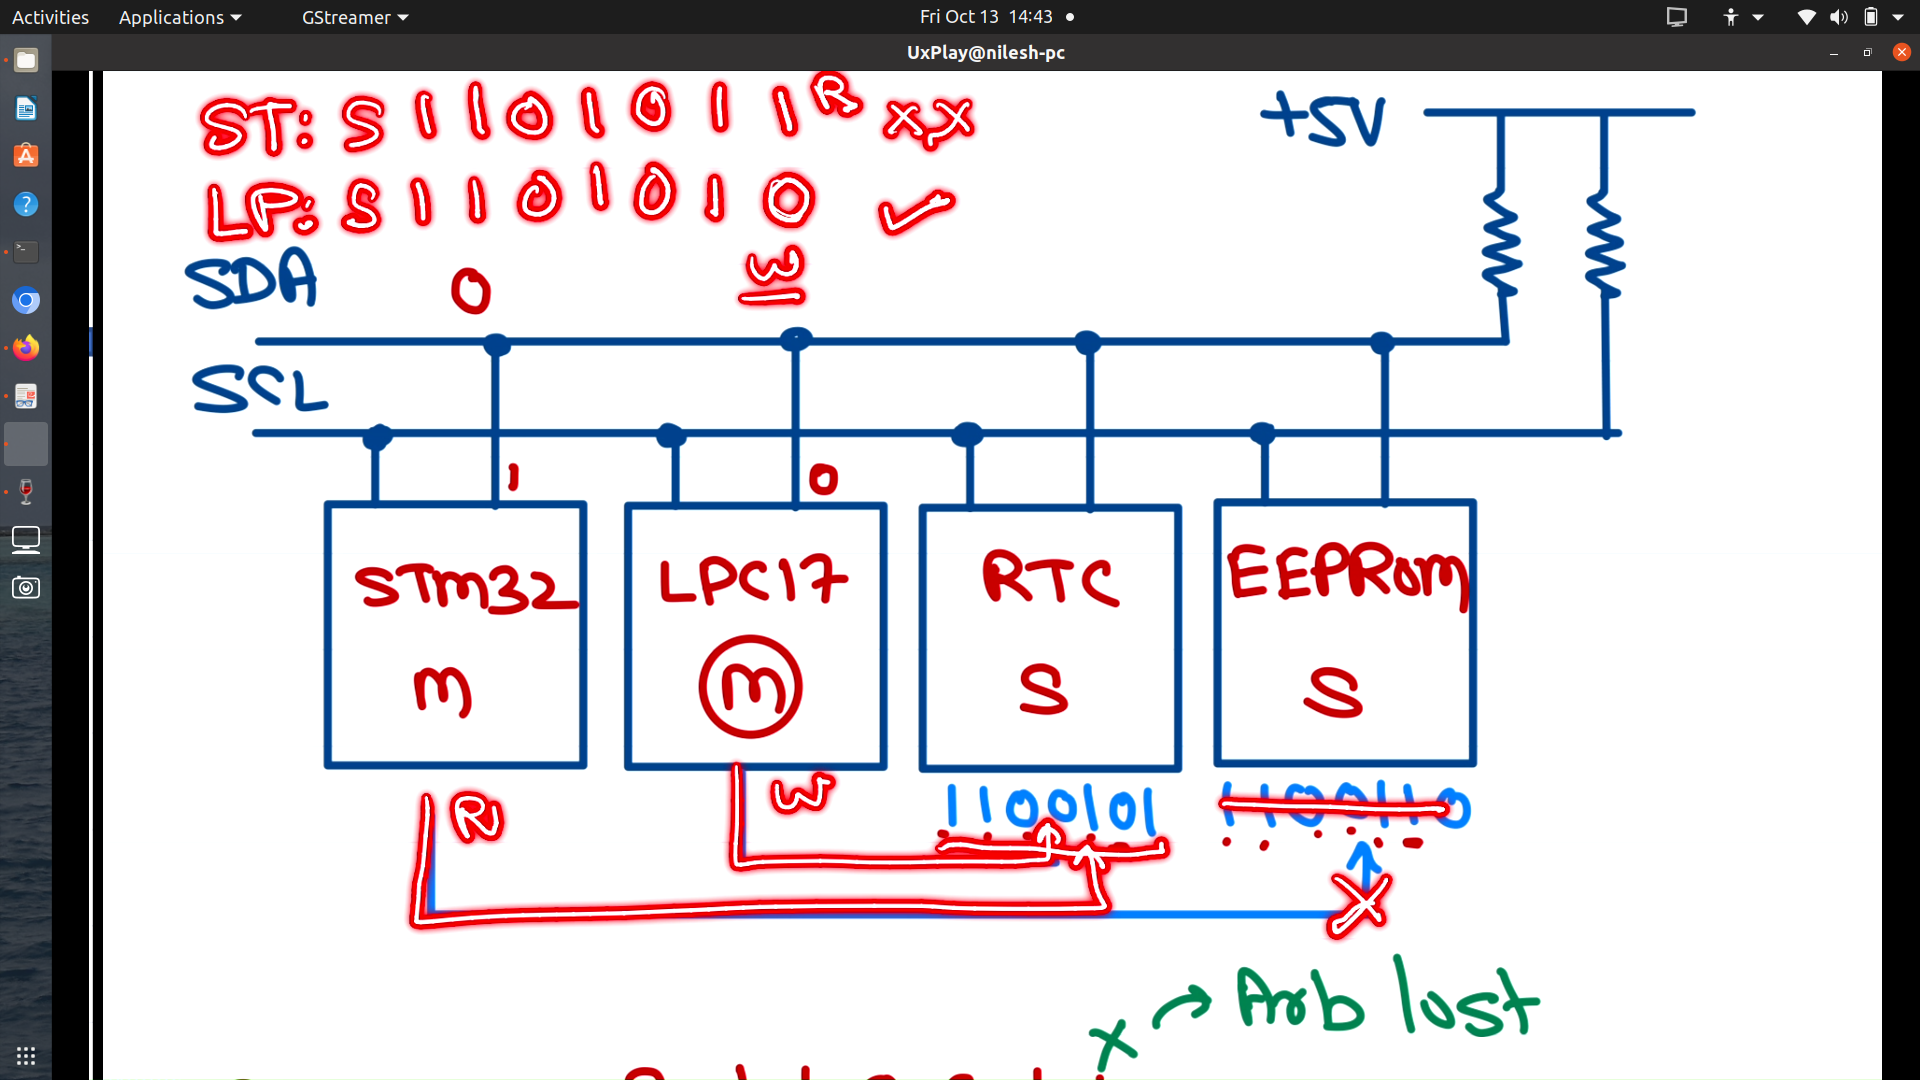 Activities Applications GStreamer Fri Oct 13 14:43
UxPlay@nilesh-pc
ST: S 1 1 0 1 0 1 1 R XX
+5V
LP: S 1 1 0 1 0 1 0
W
SDA 0
SCL
1 0
STm32 LPC17 RTC EEPRom
m m S S
R W 1100101 1100110
x → Arb lost